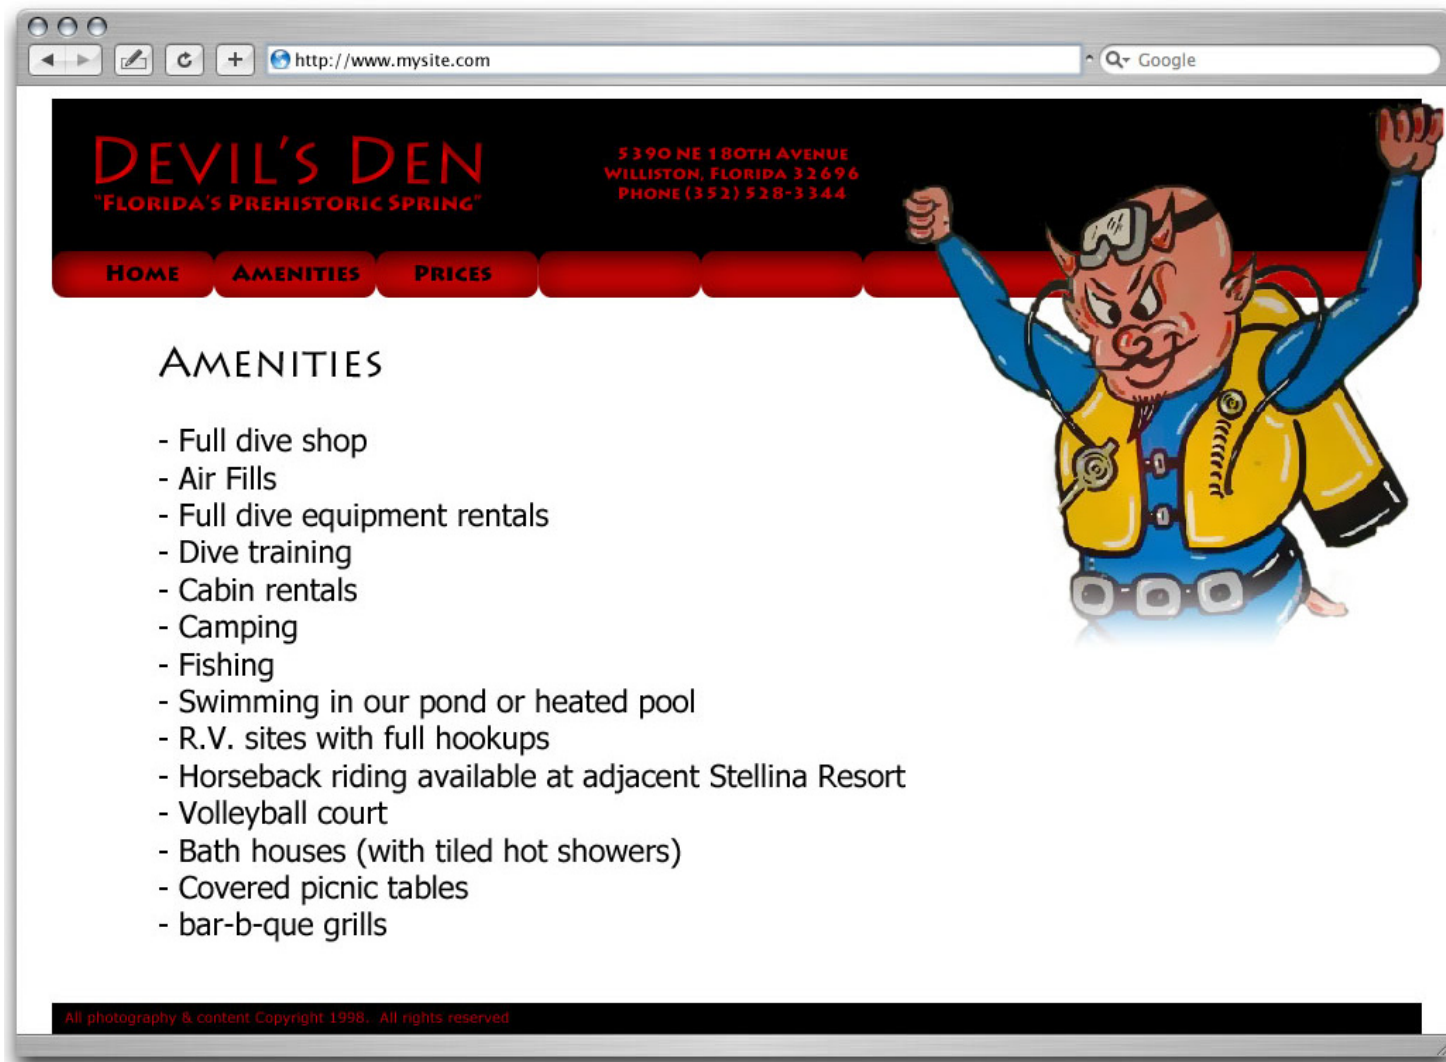 http://www.mysite.com
Google
DEVIL'S DEN
"FLORIDA'S PREHISTORIC SPRING"
5390 NE 180TH AVENUE
WILLISTON, FLORIDA 32696
PHONE (352) 528-3344
HOME AMENITIES PRICES
AMENITIES
- Full dive shop
- Air Fills
- Full dive equipment rentals
- Dive training
- Cabin rentals
- Camping
- Fishing
- Swimming in our pond or heated pool
- R.V. sites with full hookups
- Horseback riding available at adjacent Stellina Resort
- Volleyball court
- Bath houses (with tiled hot showers)
- Covered picnic tables
- bar-b-que grills
All photography & content Copyright 1998. All rights reserved